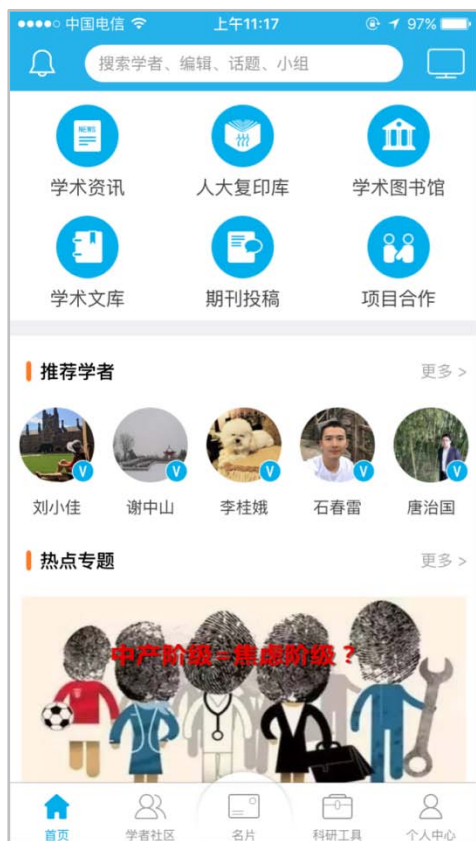 中国电信 上午11:17 97%
搜索学者、编辑、话题、小组
NEWS
学术资讯 人大复印库 学术图书馆
学术文库 期刊投稿 项目合作
推荐学者 更多 >
V V V V V
刘小佳 谢中山 李桂娥 石春雷 唐治国
热点专题 更多 >
中产阶级=焦虑阶级？
首页 学者社区 名片 科研工具 个人中心